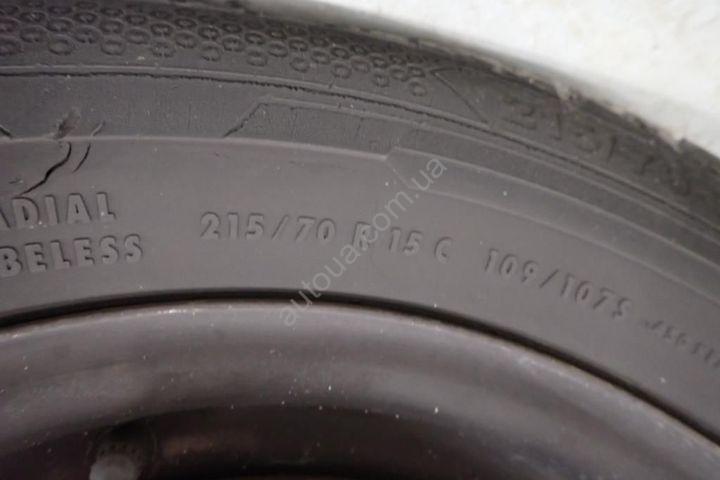 ADIAL
BELESS
215/70 R 15 C 109/107S
autoua.com.ua